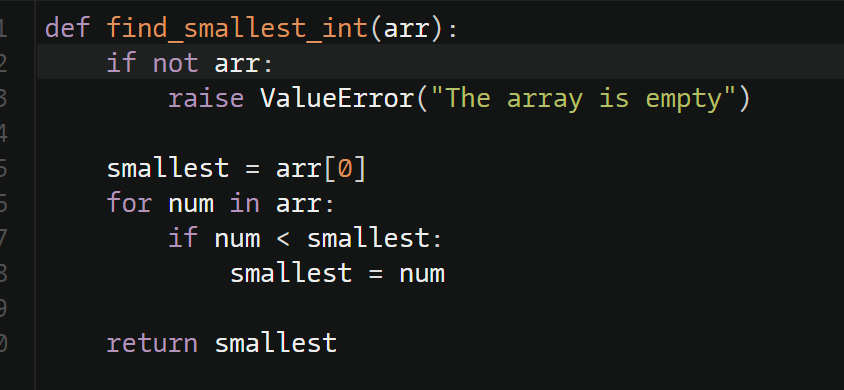 1 def find_smallest_int(arr):
2     if not arr:
3         raise ValueError("The array is empty")
4
5     smallest = arr[0]
6     for num in arr:
7         if num < smallest:
8             smallest = num
9
0     return smallest